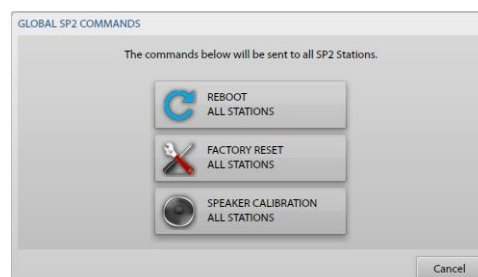 GLOBAL SP2 COMMANDS
The commands below will be sent to all SP2 Stations.
REBOOT
ALL STATIONS
FACTORY RESET
ALL STATIONS
SPEAKER CALIBRATION
ALL STATIONS
Cancel